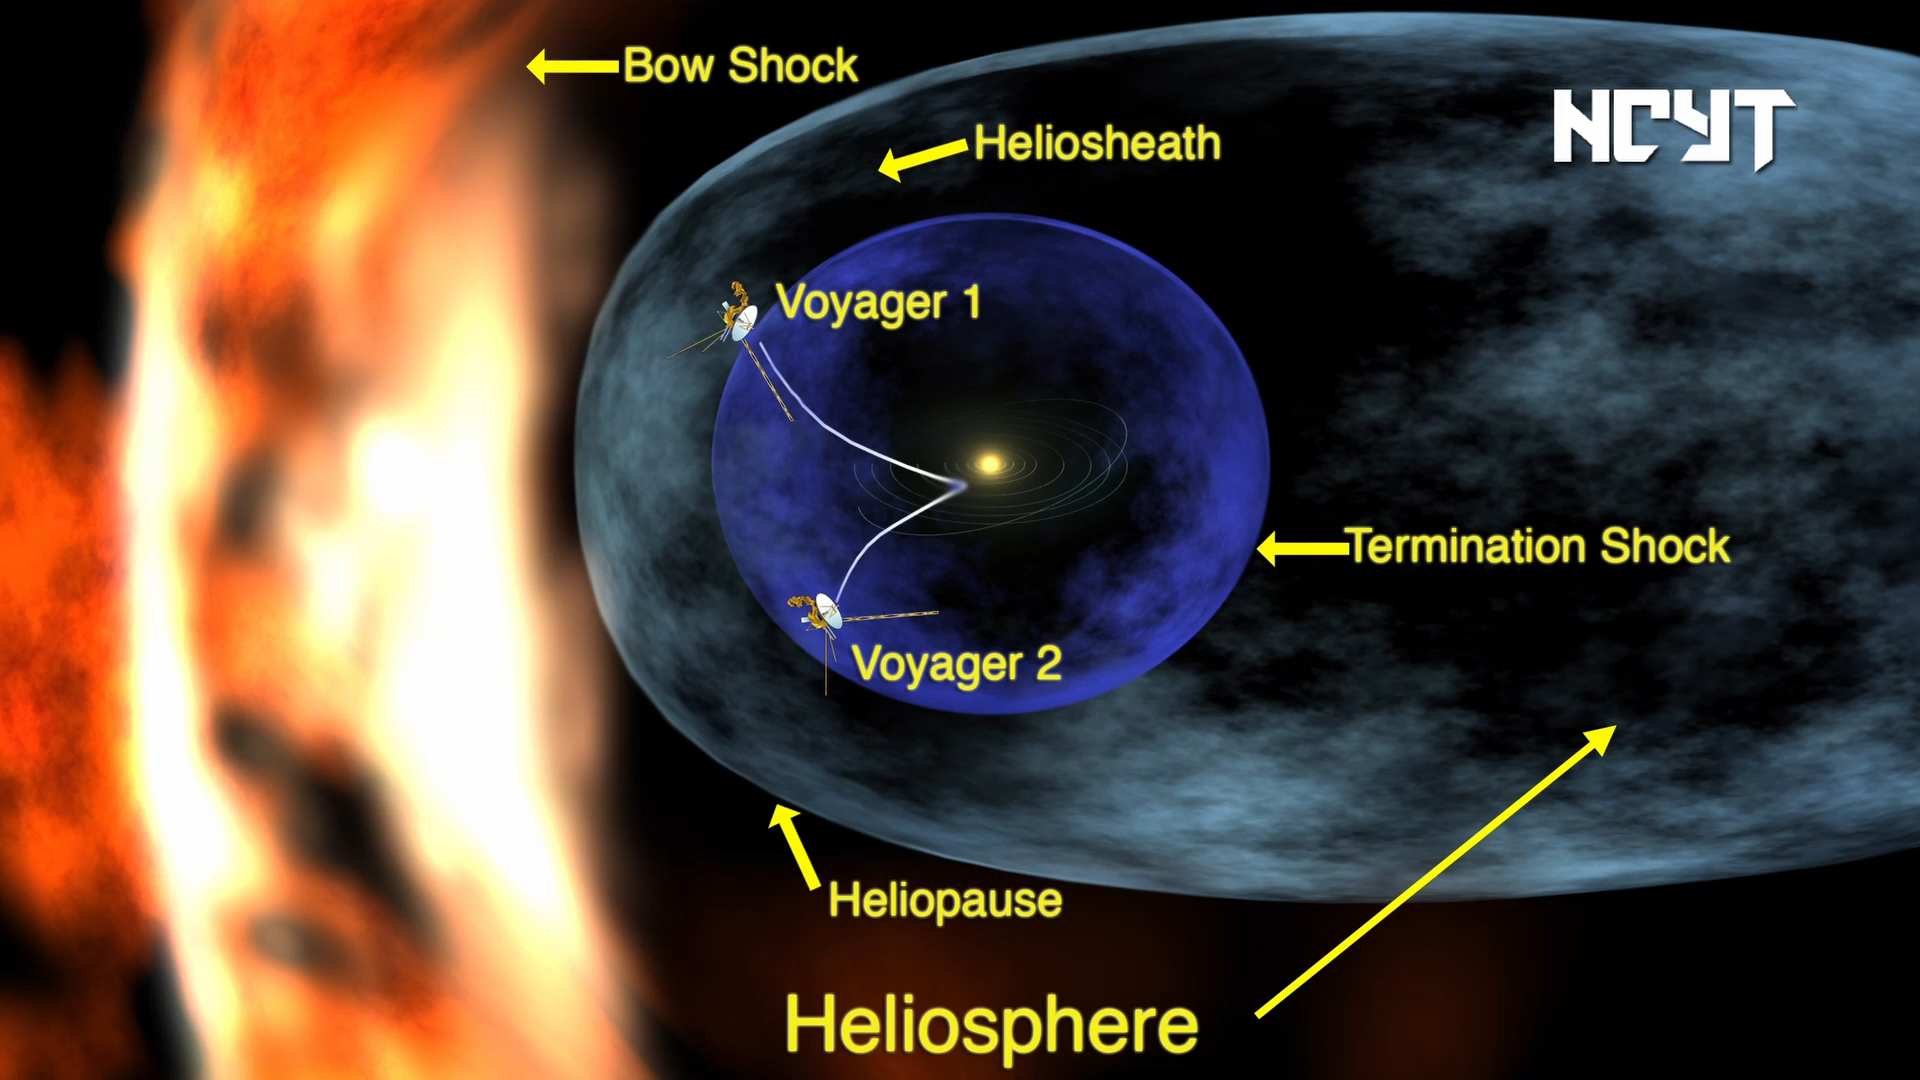 Bow Shock
NCYT
Heliosheath
Voyager 1
Termination Shock
Voyager 2
Heliopause
Heliosphere